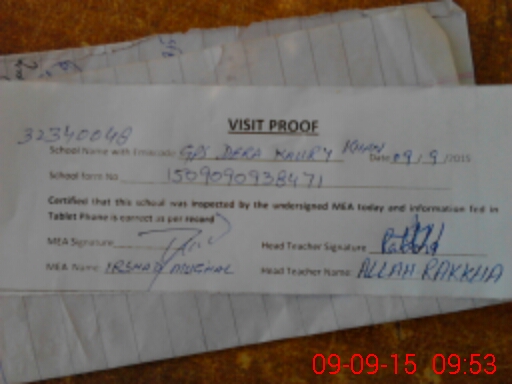 VISIT PROOF
32340048
School Name with Emiscode GPS DERA KAURY KHAN Date 09/9/2015
School form No 1509090938471
Certified that this school was inspected by the undersigned MEA today and information fed in
Tablet Phone is correct as per record
MEA Signature Head Teacher Signature Rakkha
MEA Name IRSHAD MUGHAL Head Teacher Name ALLAH RAKKHA
09-09-15 09:53